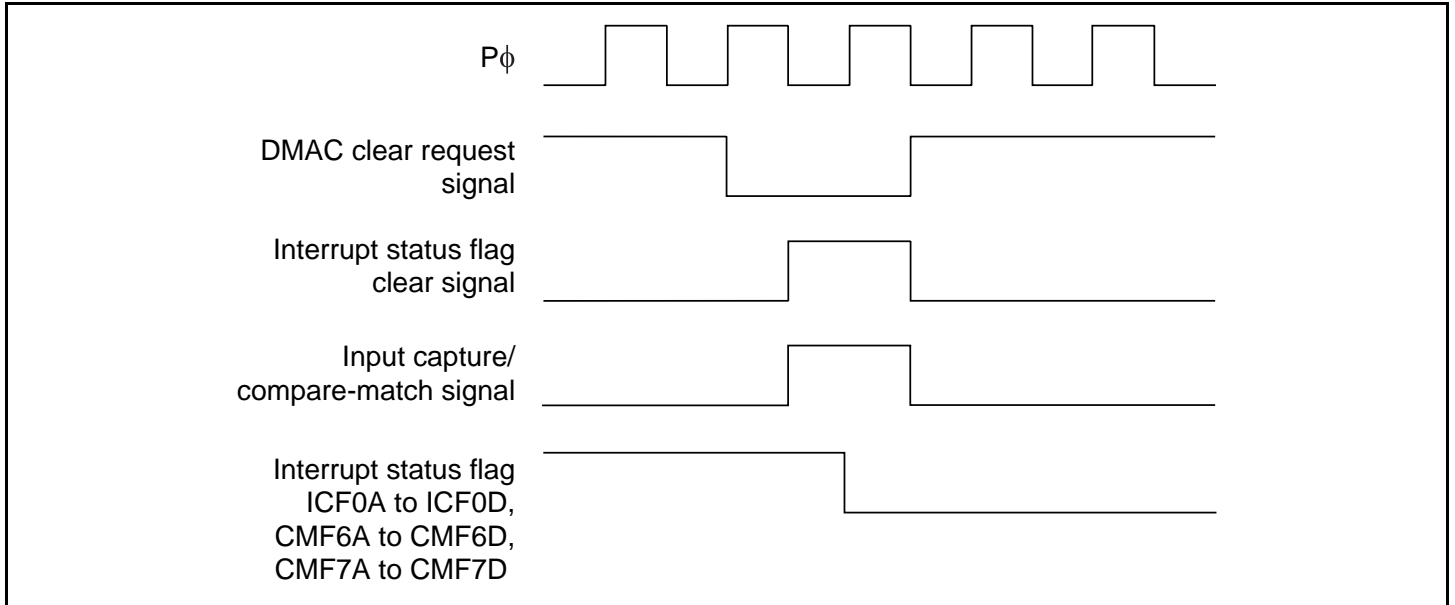 Pϕ
DMAC clear request
signal
Interrupt status flag
clear signal
Input capture/
compare-match signal
Interrupt status flag
ICF0A to ICF0D,
CMF6A to CMF6D,
CMF7A to CMF7D